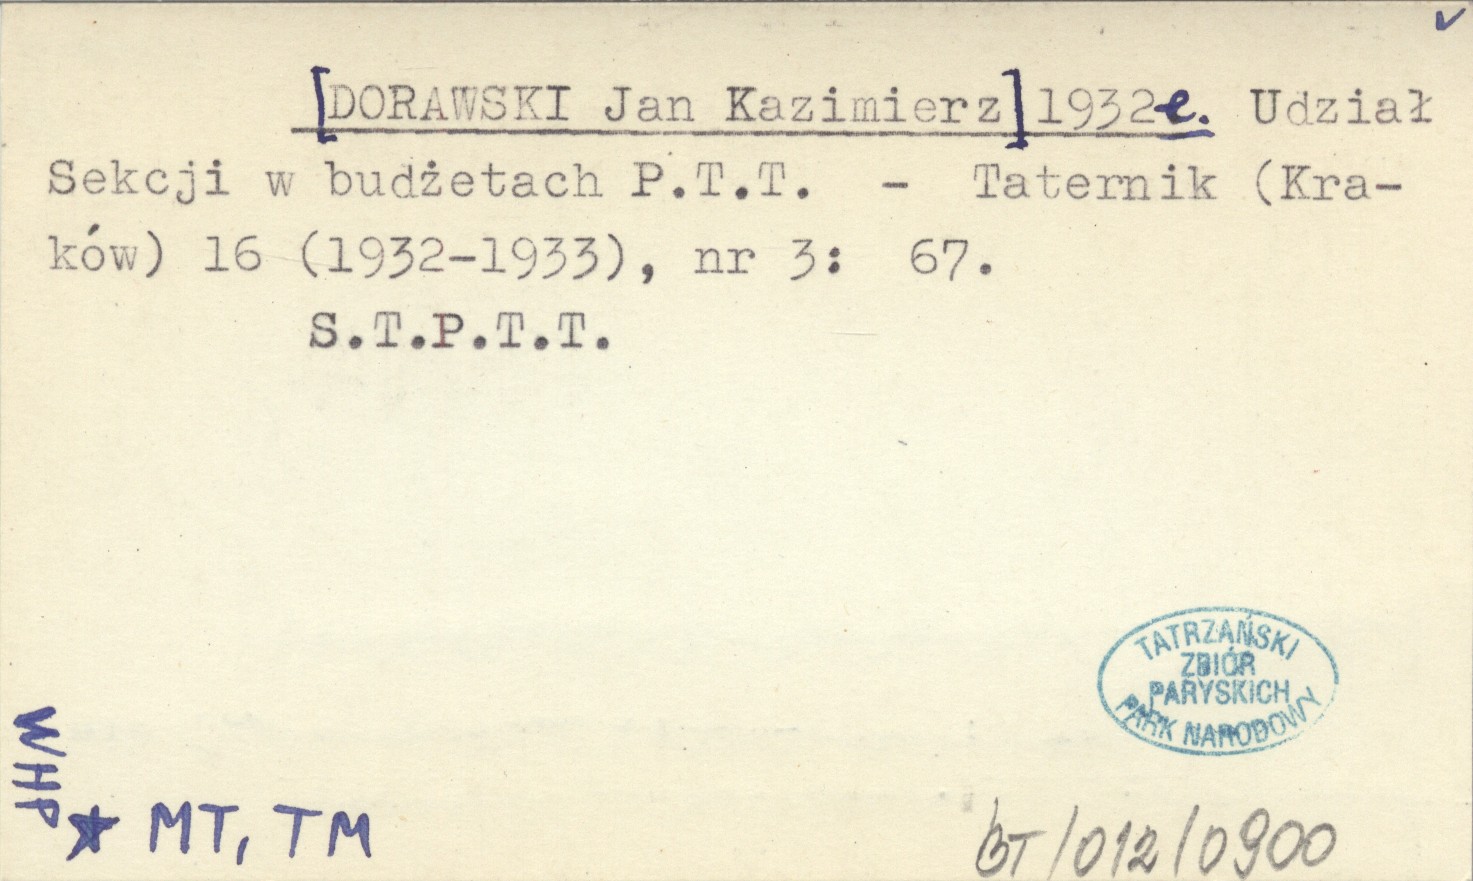 [DORAWSKI Jan Kazimierz] 1932e. Udział
Sekcji w budżetach P.T.T. - Taternik (Kra-
ków) 16 (1932-1933), nr 3: 67.
S.T.P.T.T.
TATRZAŃSKI
ZBIÓR
PARYSKICH
PARK NARODOWY
WHP
★ MT, TM
BT/012/0900